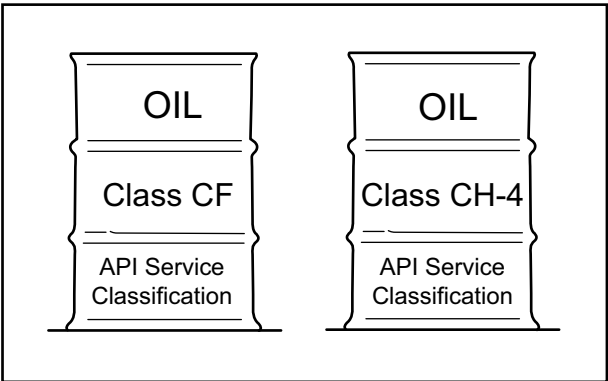 OIL
Class CF
API Service
Classification
OIL
Class CH-4
API Service
Classification